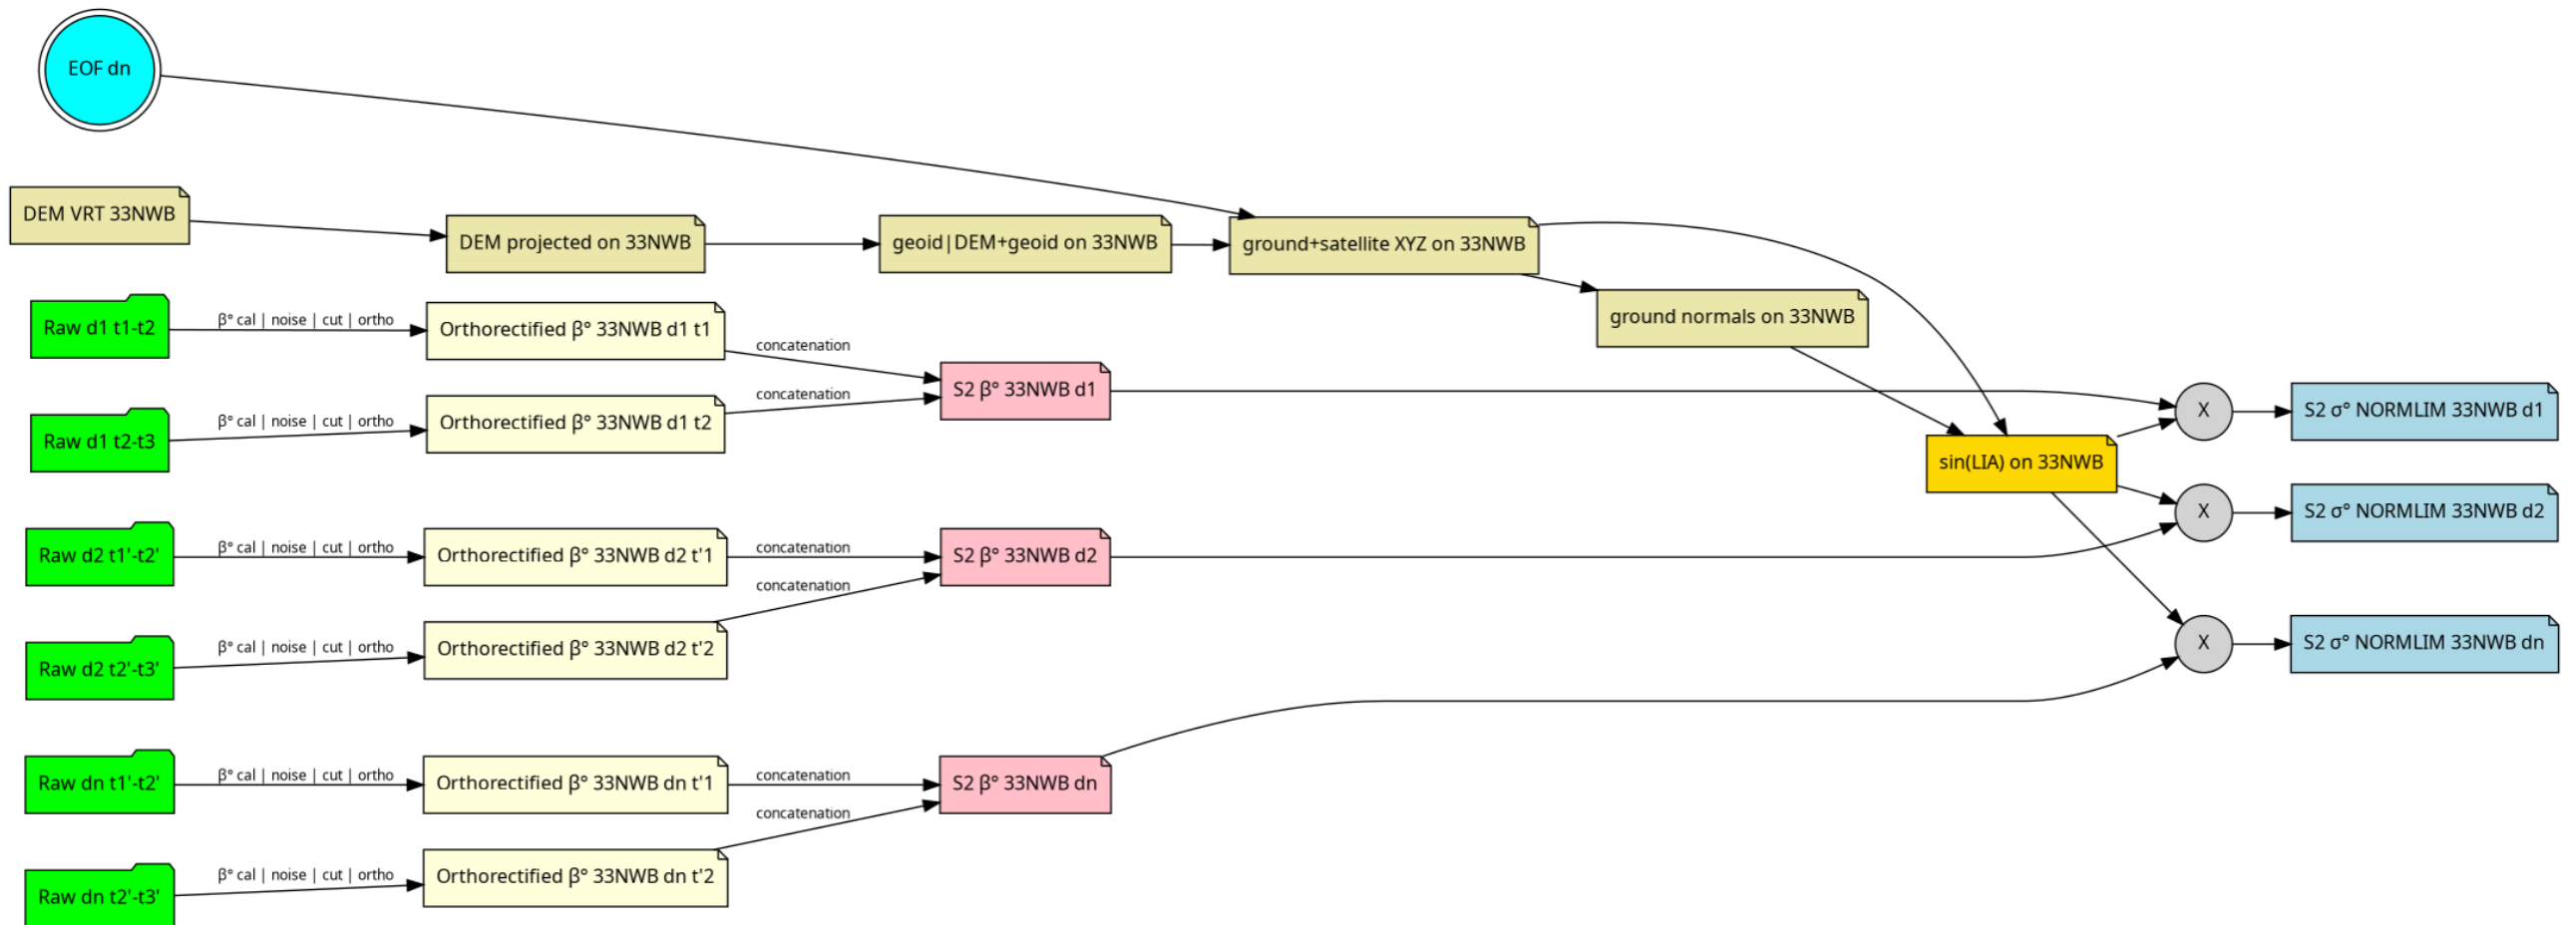 EOF dn
DEM VRT 33NWB
DEM projected on 33NWB
geoid|DEM+geoid on 33NWB
ground+satellite XYZ on 33NWB
ground normals on 33NWB
Raw d1 t1-t2
β° cal | noise | cut | ortho
Orthorectified β° 33NWB d1 t1
concatenation
S2 β° 33NWB d1
X
S2 σ° NORMLIM 33NWB d1
Raw d1 t2-t3
β° cal | noise | cut | ortho
Orthorectified β° 33NWB d1 t2
concatenation
sin(LIA) on 33NWB
X
S2 σ° NORMLIM 33NWB d2
Raw d2 t1'-t2'
β° cal | noise | cut | ortho
Orthorectified β° 33NWB d2 t'1
concatenation
S2 β° 33NWB d2
Raw d2 t2'-t3'
β° cal | noise | cut | ortho
Orthorectified β° 33NWB d2 t'2
concatenation
X
S2 σ° NORMLIM 33NWB dn
Raw dn t1'-t2'
β° cal | noise | cut | ortho
Orthorectified β° 33NWB dn t'1
concatenation
S2 β° 33NWB dn
Raw dn t2'-t3'
β° cal | noise | cut | ortho
Orthorectified β° 33NWB dn t'2
concatenation